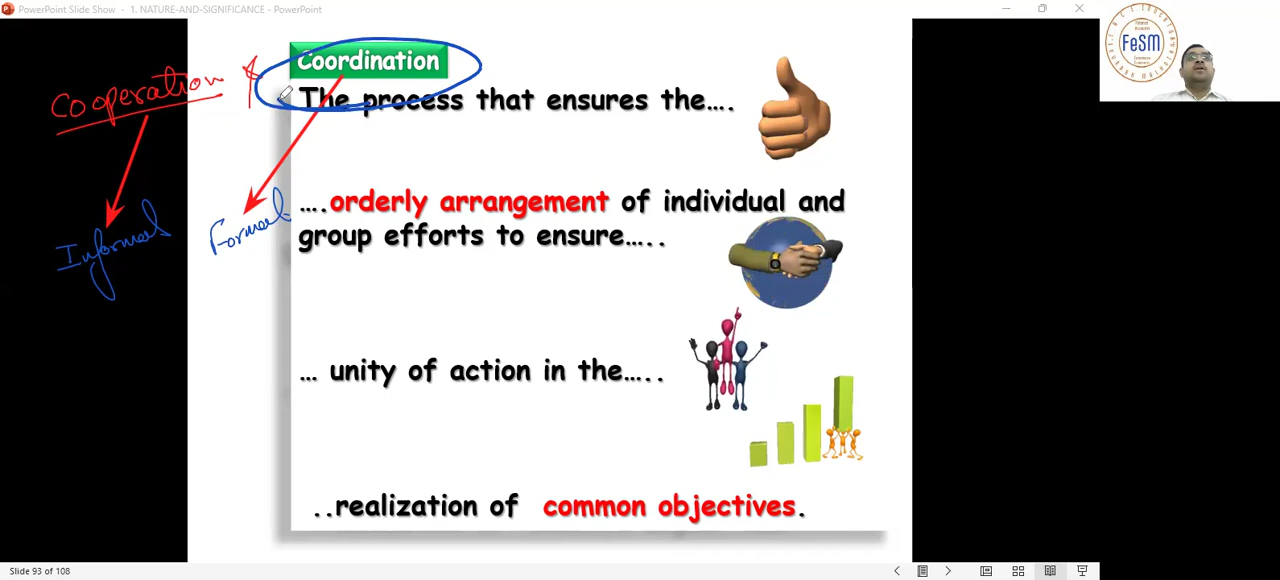 PowerPoint Slide Show - 1. NATURE-AND-SIGNIFICANCE - PowerPoint
FeSM
Coordination
Cooperation
The process that ensures the….
….orderly arrangement of individual and
group efforts to ensure…..
Informal
Formal
… unity of action in the…..
..realization of common objectives.
Slide 93 of 108